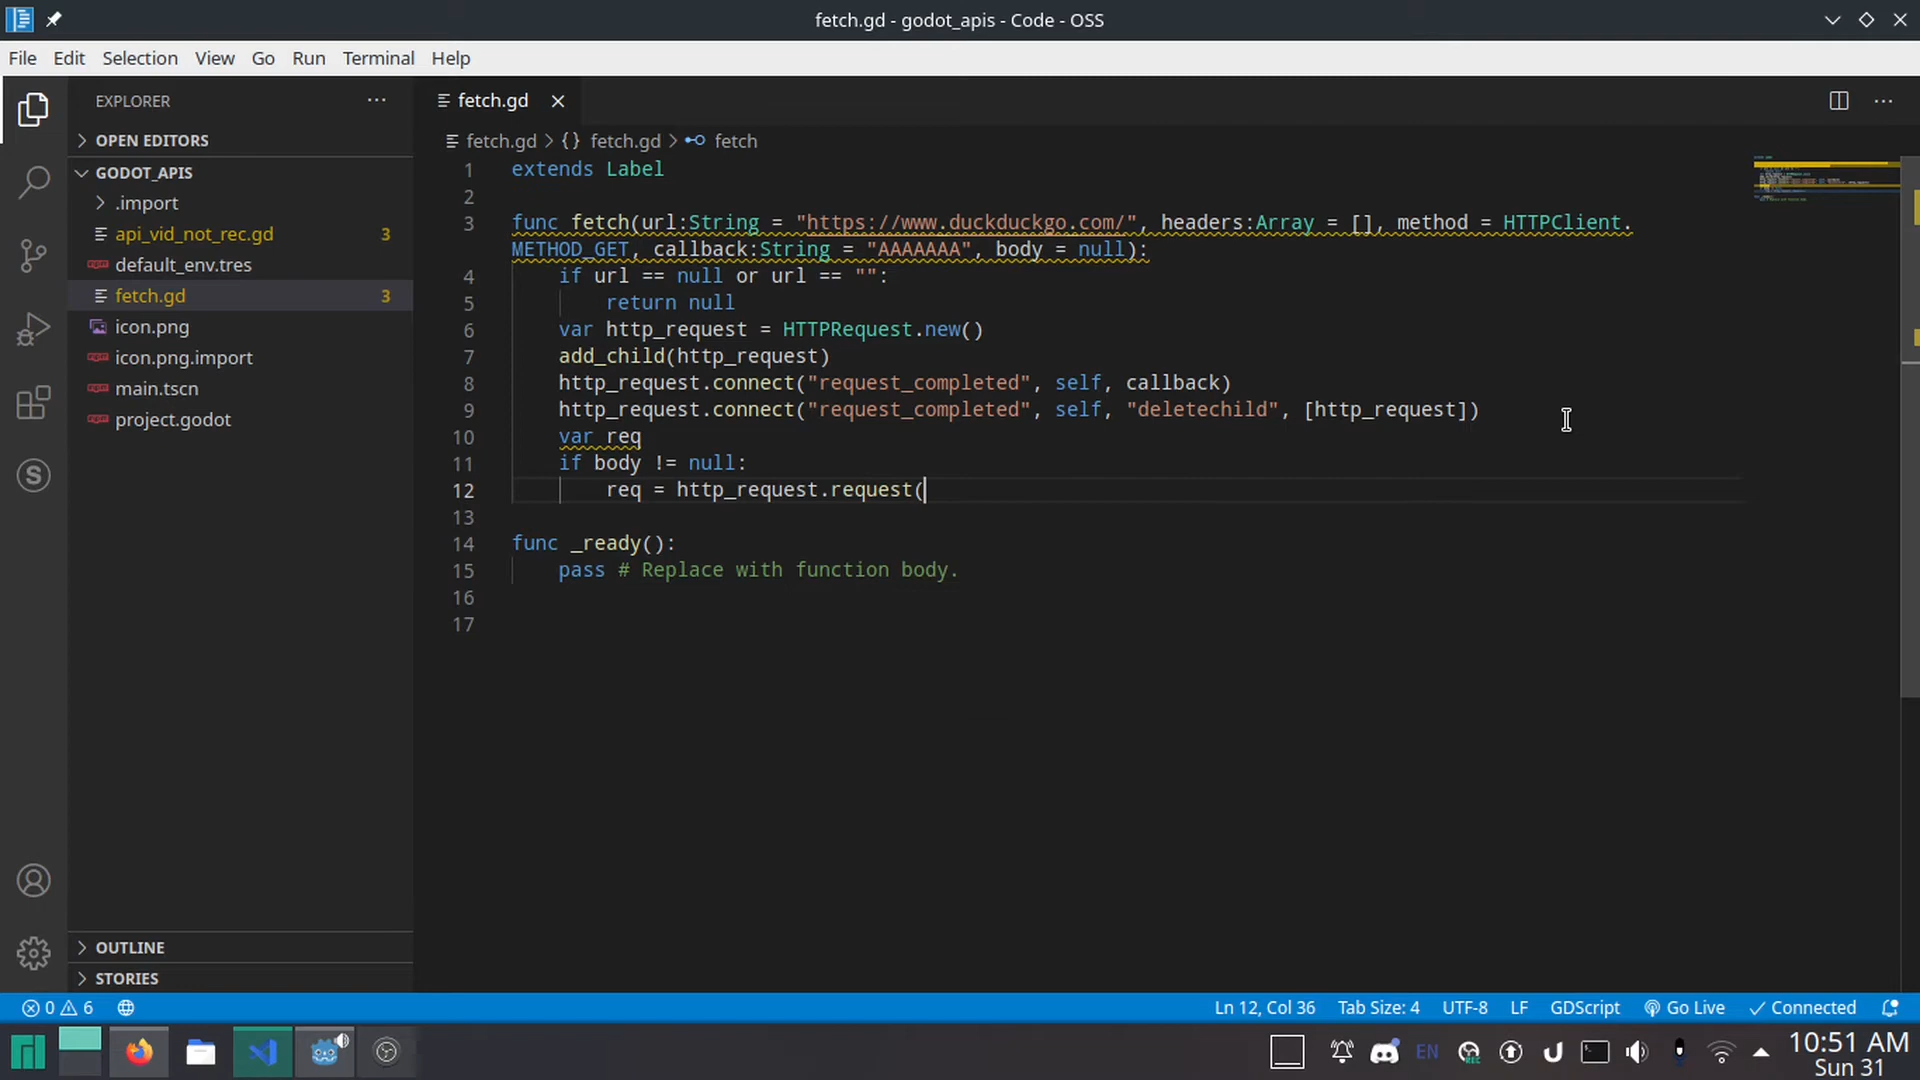 fetch.gd - godot_apis - Code - OSS
File Edit Selection View Go Run Terminal Help
EXPLORER
OPEN EDITORS
GODOT_APIS
.import
api_vid_not_rec.gd 3
default_env.tres
fetch.gd 3
icon.png
icon.png.import
main.tscn
project.godot
OUTLINE
STORIES
fetch.gd
fetch.gd > {} fetch.gd > fetch
1 extends Label
2
3 func fetch(url:String = "https://www.duckduckgo.com/", headers:Array = [], method = HTTPClient.
METHOD_GET, callback:String = "AAAAAAA", body = null):
4 if url == null or url == "":
5 return null
6 var http_request = HTTPRequest.new()
7 add_child(http_request)
8 http_request.connect("request_completed", self, callback)
9 http_request.connect("request_completed", self, "deletechild", [http_request])
10 var req
11 if body != null:
12 req = http_request.request(
13
14 func _ready():
15 pass # Replace with function body.
16
17
0 6 Ln 12, Col 36 Tab Size: 4 UTF-8 LF GDScript Go Live Connected
EN REC 10:51 AM
Sun 31